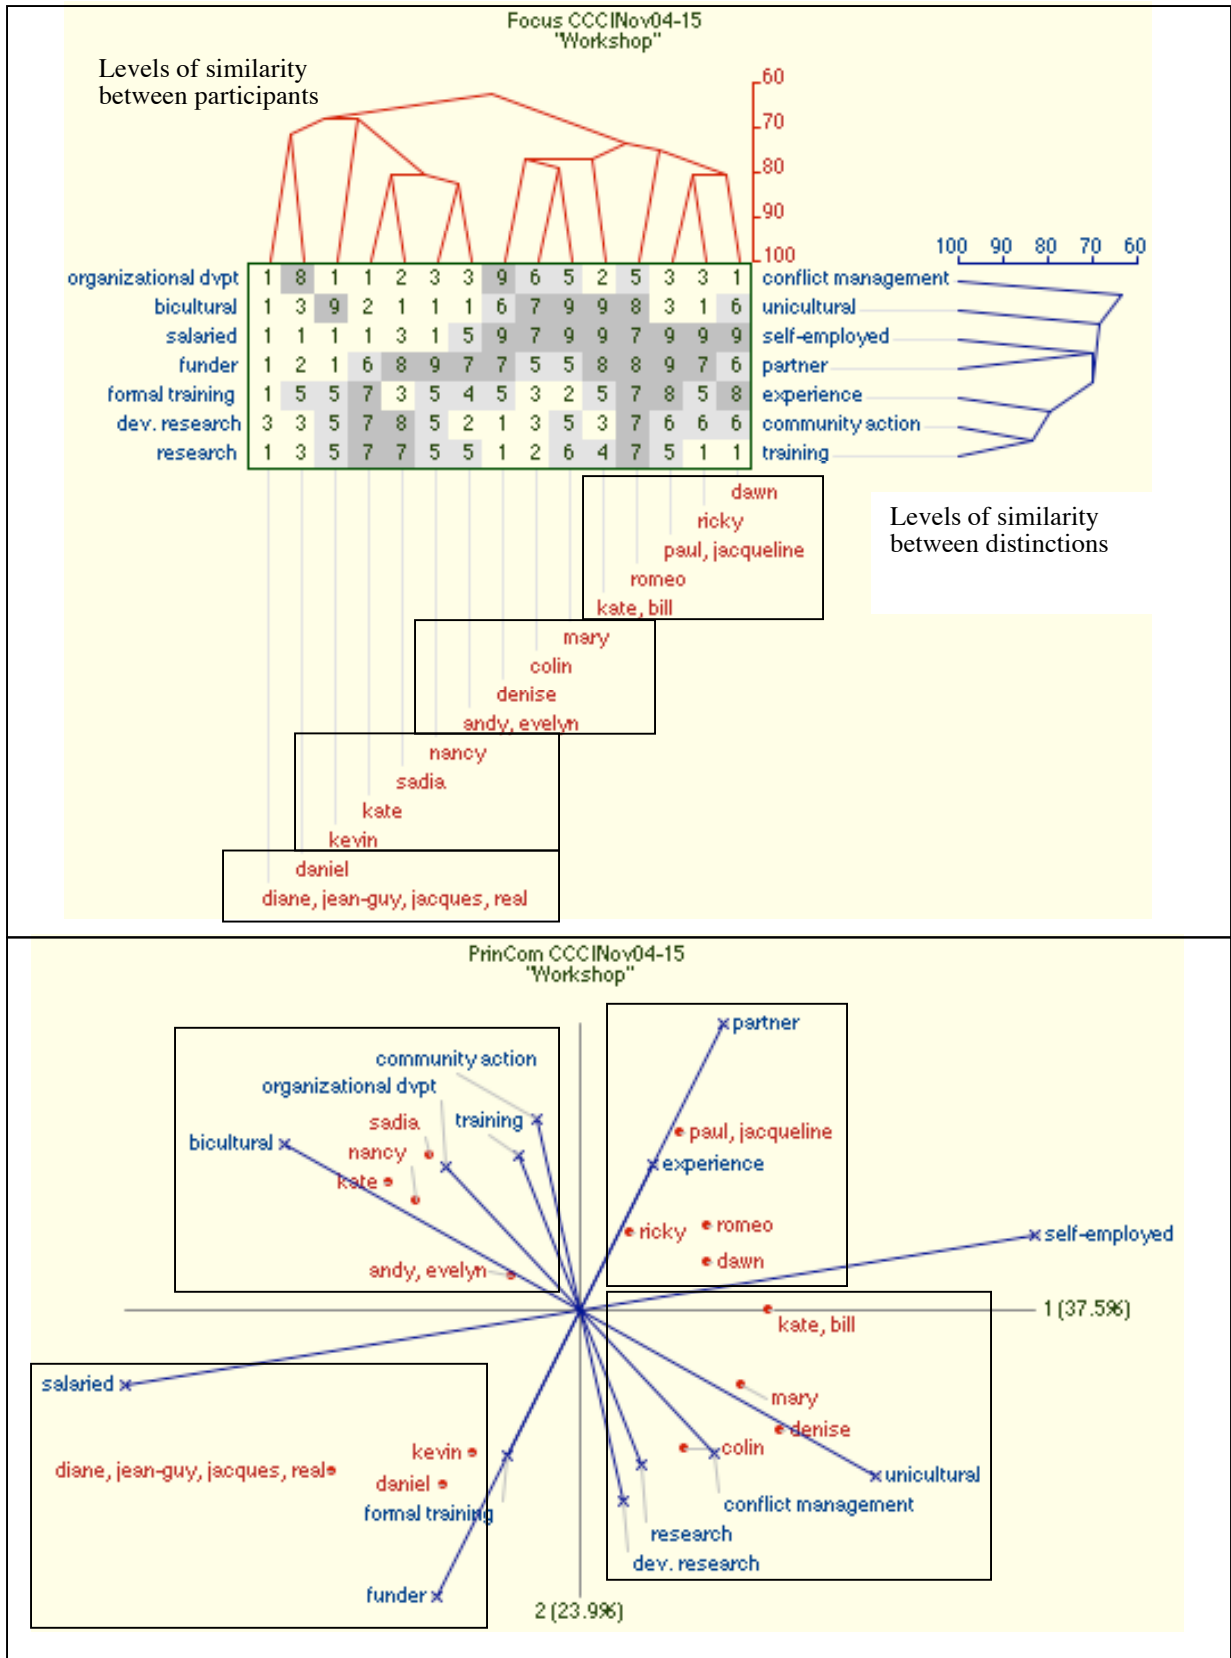 Focus CCCINov04-15
"Workshop"
Levels of similarity
between participants
60
70
80
90
100
100 90 80 70 60
organizational dvpt 1 8 1 1 2 3 3 9 6 5 2 5 3 3 1 conflict management
bicultural 1 3 9 2 1 1 1 6 7 9 9 8 3 1 6 unicultural
salaried 1 1 1 1 3 1 5 9 7 9 9 7 9 9 9 self-employed
funder 1 2 1 6 8 9 7 7 5 5 8 8 9 7 6 partner
formal training 1 5 5 7 3 5 4 5 3 2 5 7 8 5 8 experience
dev. research 3 3 5 7 8 5 2 1 3 5 3 7 6 6 6 community action
research 1 3 5 7 7 5 5 1 2 6 4 7 5 1 1 training
dawn
ricky
paul, jacqueline
romeo
kate, bill
Levels of similarity
between distinctions
mary
colin
denise
andy, evelyn
nancy
sadia
kate
kevin
daniel
diane, jean-guy, jacques, real
PrinCom CCCINov04-15
"Workshop"
partner
community action
organizational dvpt
sadia
training
paul, jacqueline
bicultural
nancy
experience
kate
ricky
romeo
self-employed
dawn
andy, evelyn
1 (37.5%)
kate, bill
salaried
mary
denise
kevin
colin
diane, jean-guy, jacques, real
daniel
unicultural
formal training
conflict management
research
dev. research
funder
2 (23.9%)